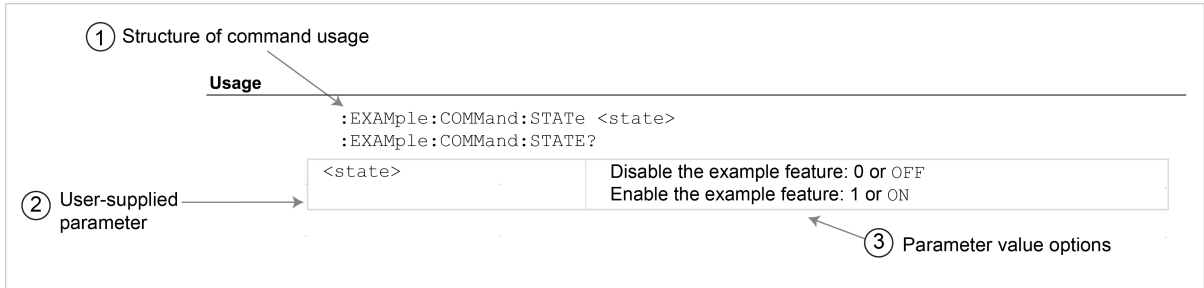 1 Structure of command usage
Usage
:EXAMple:COMMand:STATe <state>
:EXAMple:COMMand:STATE?
<state> Disable the example feature: 0 or OFF
Enable the example feature: 1 or ON
2 User-supplied
parameter
3 Parameter value options